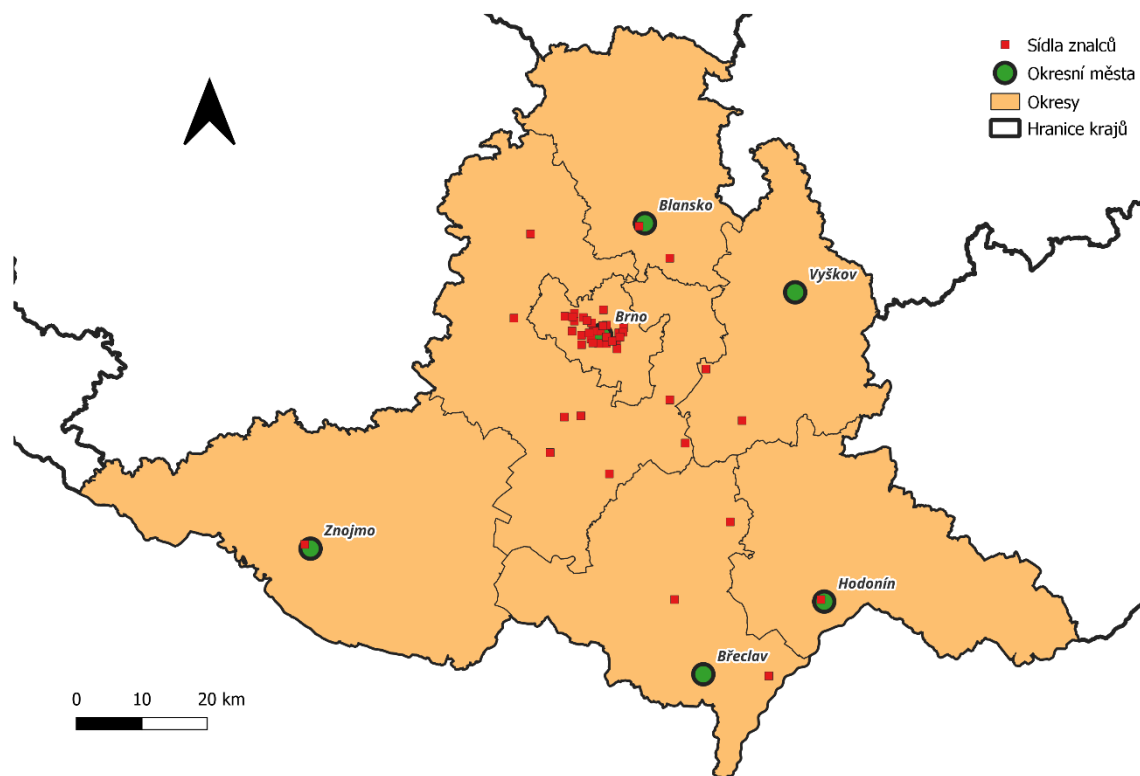 Sídla znalců
Okresní města
Okresy
Hranice krajů
Blansko
Vyškov
Brno
Znojmo
Hodonín
Břeclav
0 10 20 km